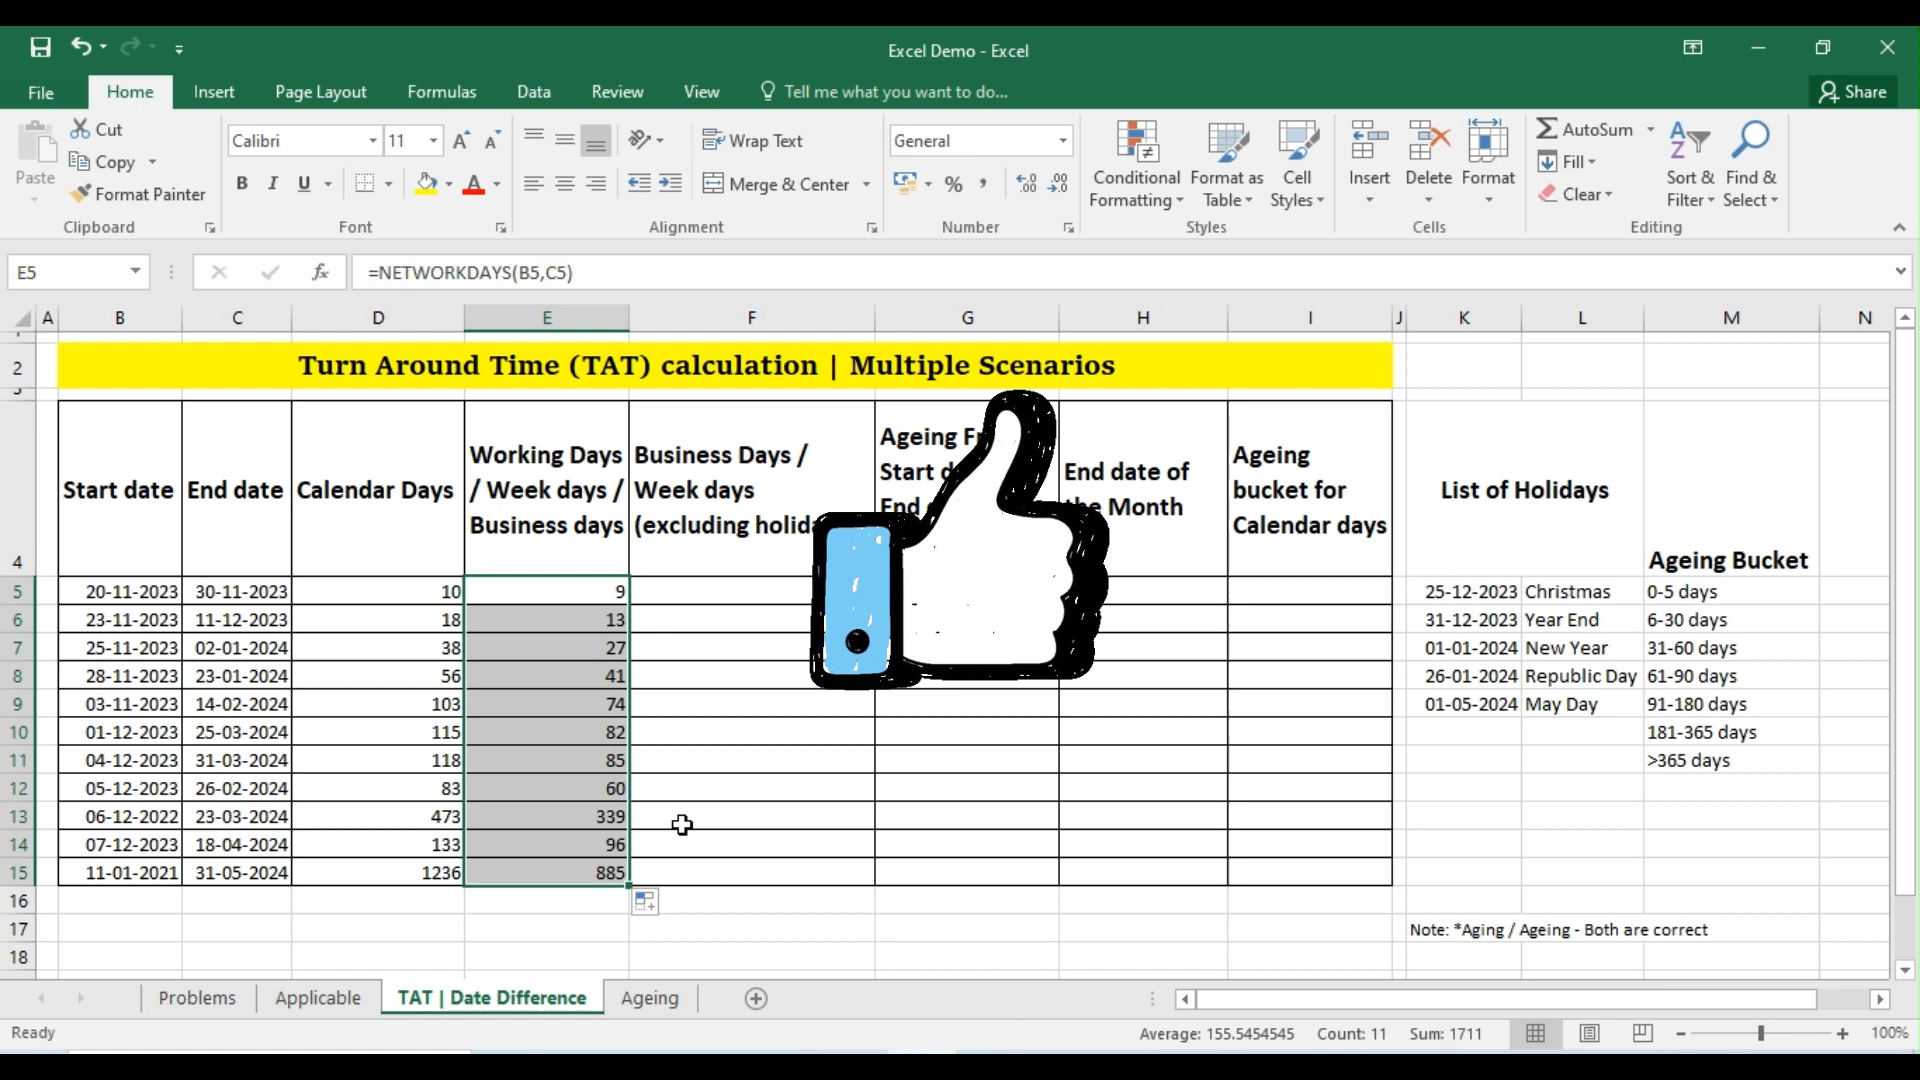 Excel Demo - Excel
File Home Insert Page Layout Formulas Data Review View Tell me what you want to do... Share
Paste Cut Copy Format Painter
Calibri 11
B I U A
Wrap Text
Merge & Center
General
% ,
Conditional Formatting
Format as Table
Cell Styles
Insert Delete Format
AutoSum
Fill
Clear
Sort & Filter
Find & Select
Clipboard Font Alignment Number Styles Cells Editing
E5 fx =NETWORKDAYS(B5,C5)
A B C D E F G H I J K L M N
2 Turn Around Time (TAT) calculation | Multiple Scenarios
4 Start date End date Calendar Days
Working Days / Week days / Business days
Business Days / Week days (excluding
Ageing
Start
End
End date of the Month
Ageing bucket for Calendar days
List of Holidays
Ageing Bucket
5 20-11-2023 30-11-2023 10 9 25-12-2023 Christmas 0-5 days
6 23-11-2023 11-12-2023 18 13 31-12-2023 Year End 6-30 days
7 25-11-2023 02-01-2024 38 27 01-01-2024 New Year 31-60 days
8 28-11-2023 23-01-2024 56 41 26-01-2024 Republic Day 61-90 days
9 03-11-2023 14-02-2024 103 74 01-05-2024 May Day 91-180 days
10 01-12-2023 25-03-2024 115 82 181-365 days
11 04-12-2023 31-03-2024 118 85 >365 days
12 05-12-2023 26-02-2024 83 60
13 06-12-2022 23-03-2024 473 339
14 07-12-2023 18-04-2024 133 96
15 11-01-2021 31-05-2024 1236 885
16
17 Note: *Aging / Ageing - Both are correct
18
Problems Applicable TAT | Date Difference Ageing
Ready Average: 155.5454545 Count: 11 Sum: 1711 100%